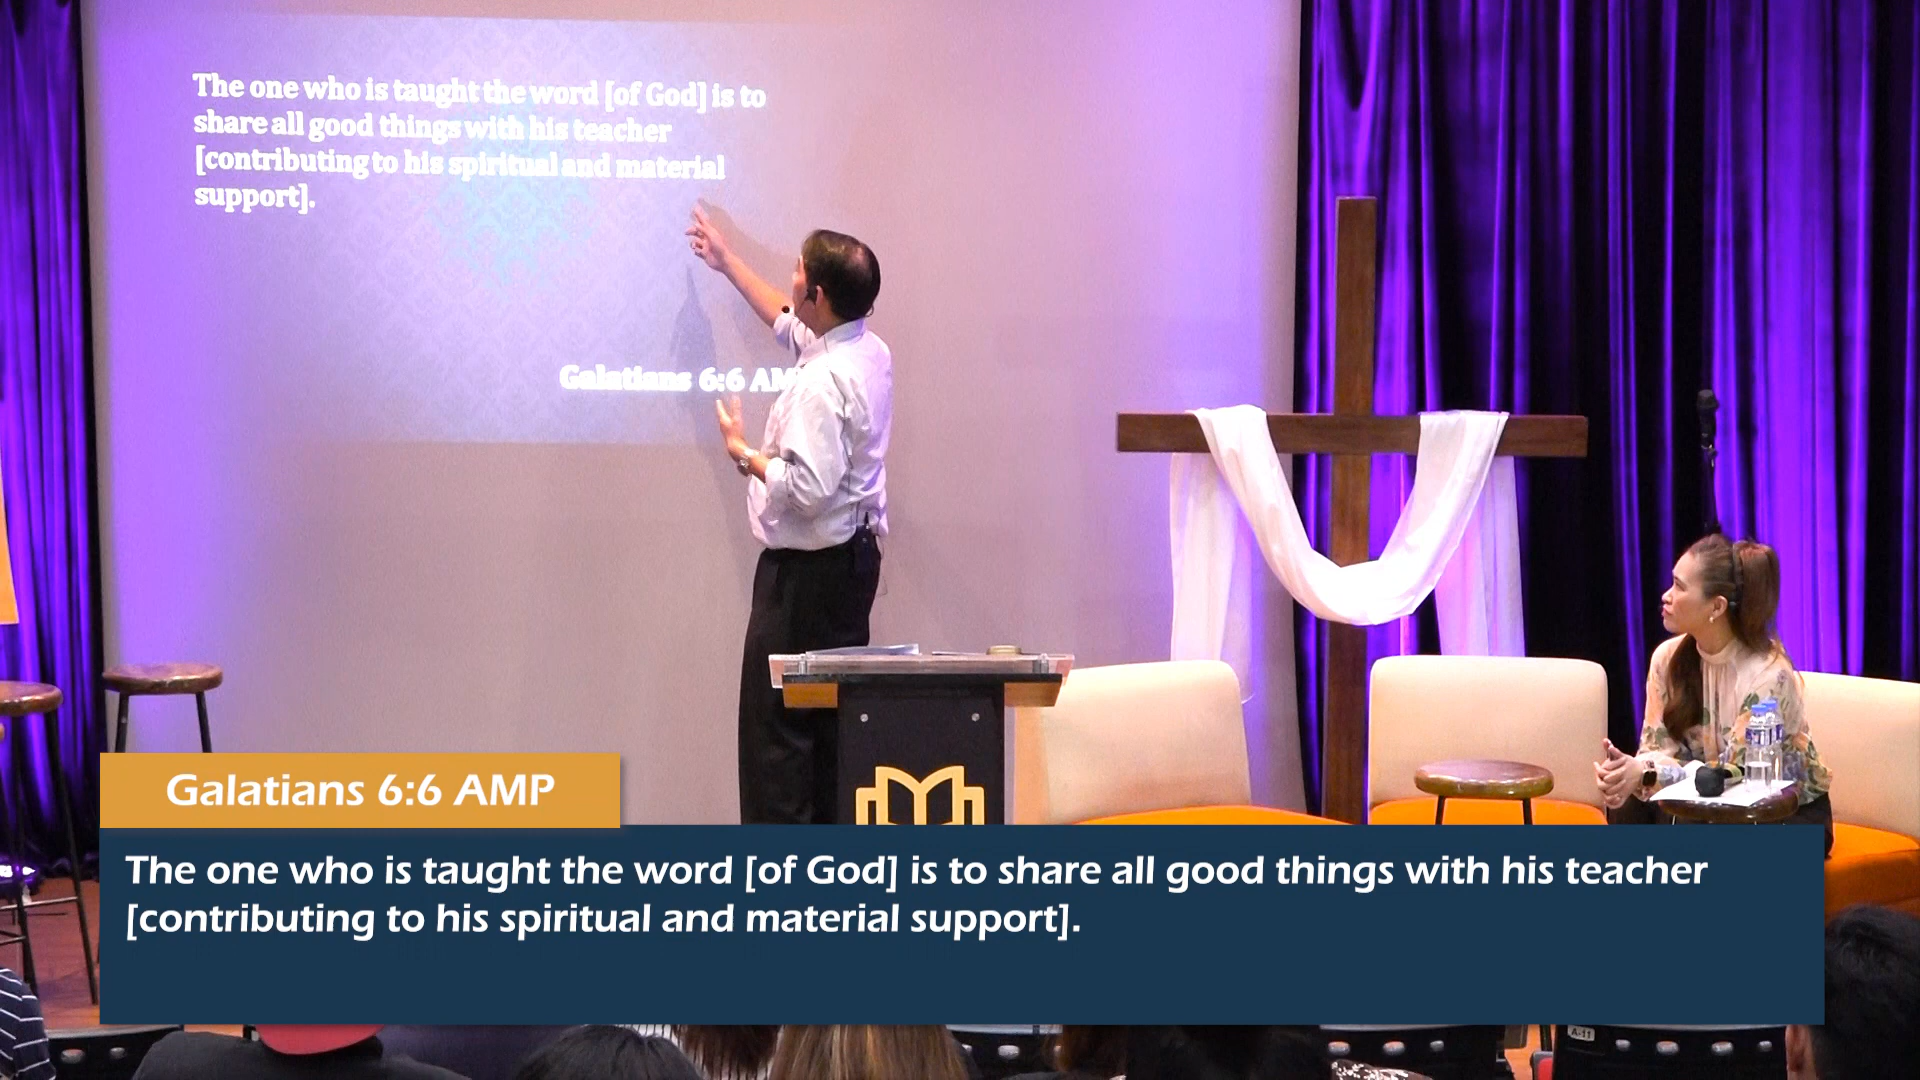 The one who is taught the word [of God] is to
share all good things with his teacher
[contributing to his spiritual and material
support].
Galatians 6:6 AM
Galatians 6:6 AMP
The one who is taught the word [of God] is to share all good things with his teacher
[contributing to his spiritual and material support].
A-11